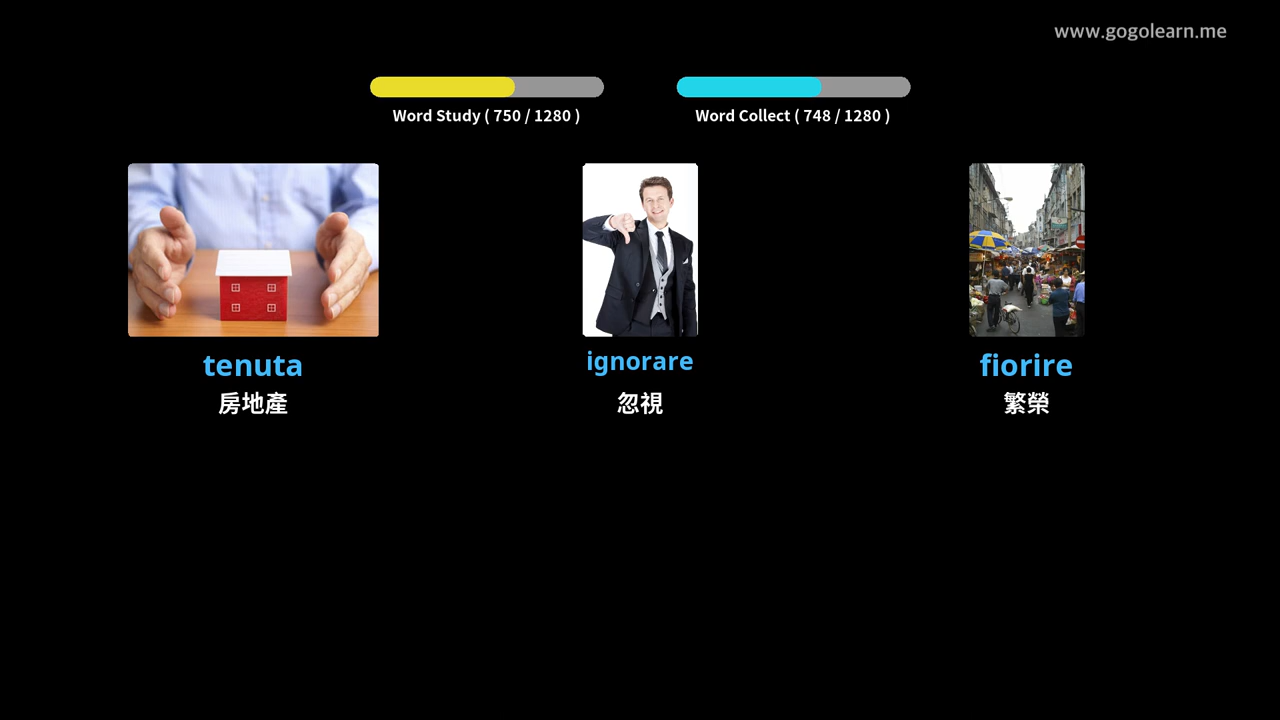 www.gogolearn.me
Word Study ( 750 / 1280 )
Word Collect ( 748 / 1280 )
tenuta
房地產
ignorare
忽視
fiorire
繁榮